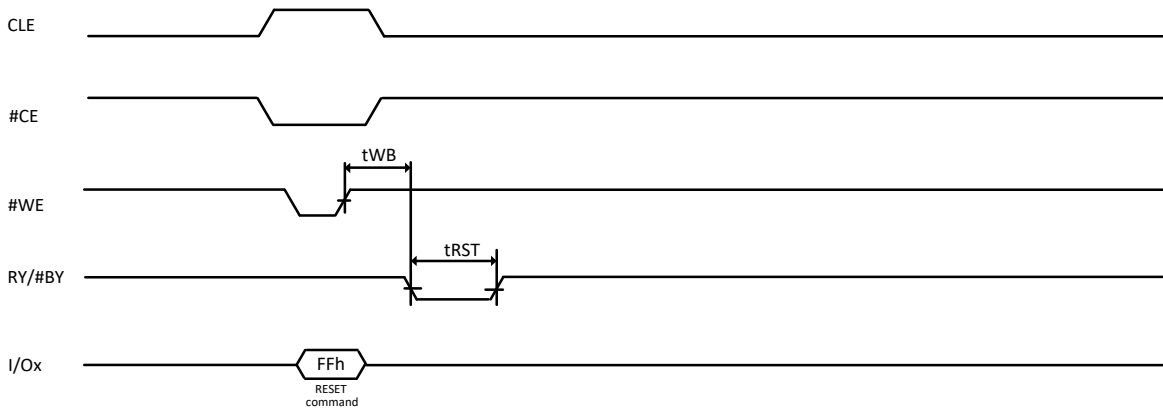 CLE
#CE
tWB
#WE
tRST
RY/#BY
I/Ox
FFh
RESET
command